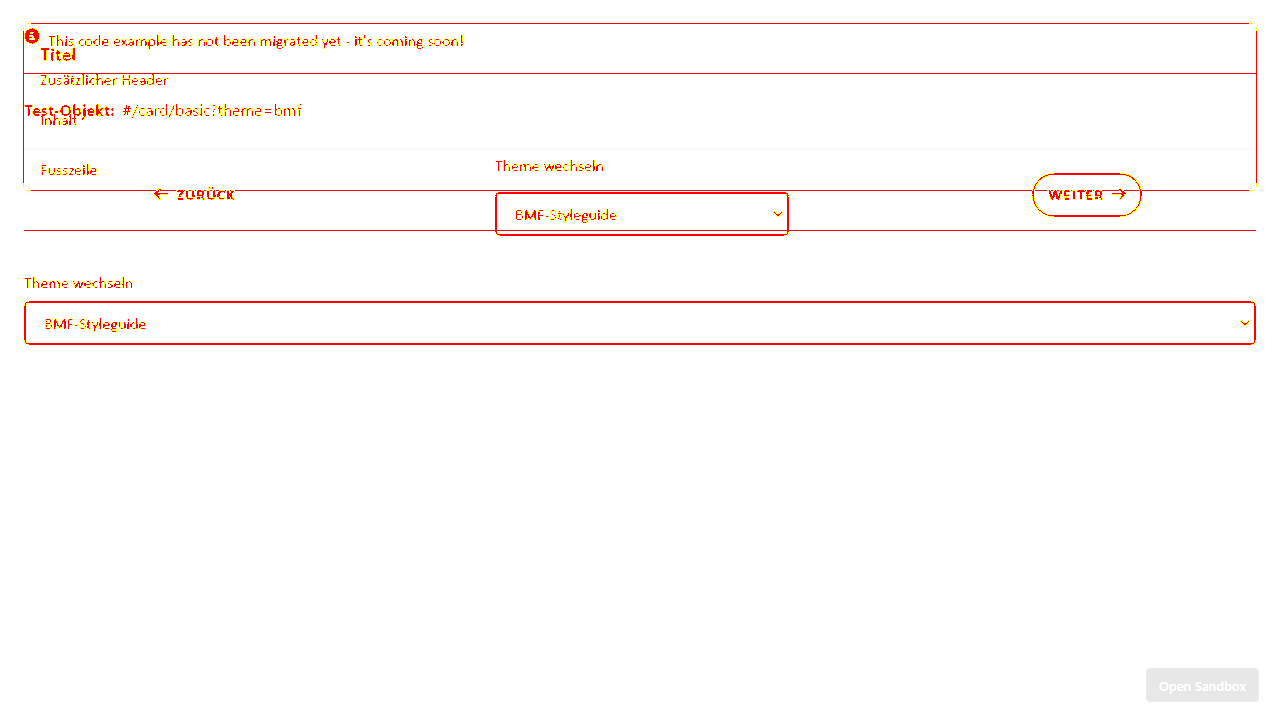 This code example has not been migrated yet - it's coming soon!
Titel
Zusätzlicher Header
Test-Objekt: #/card/basic?theme=bmf
Inhalt
Theme wechseln
Fusszeile
ZURÜCK
WEITER
BMF-Styleguide
Theme wechseln
BMF-Styleguide
Open Sandbox